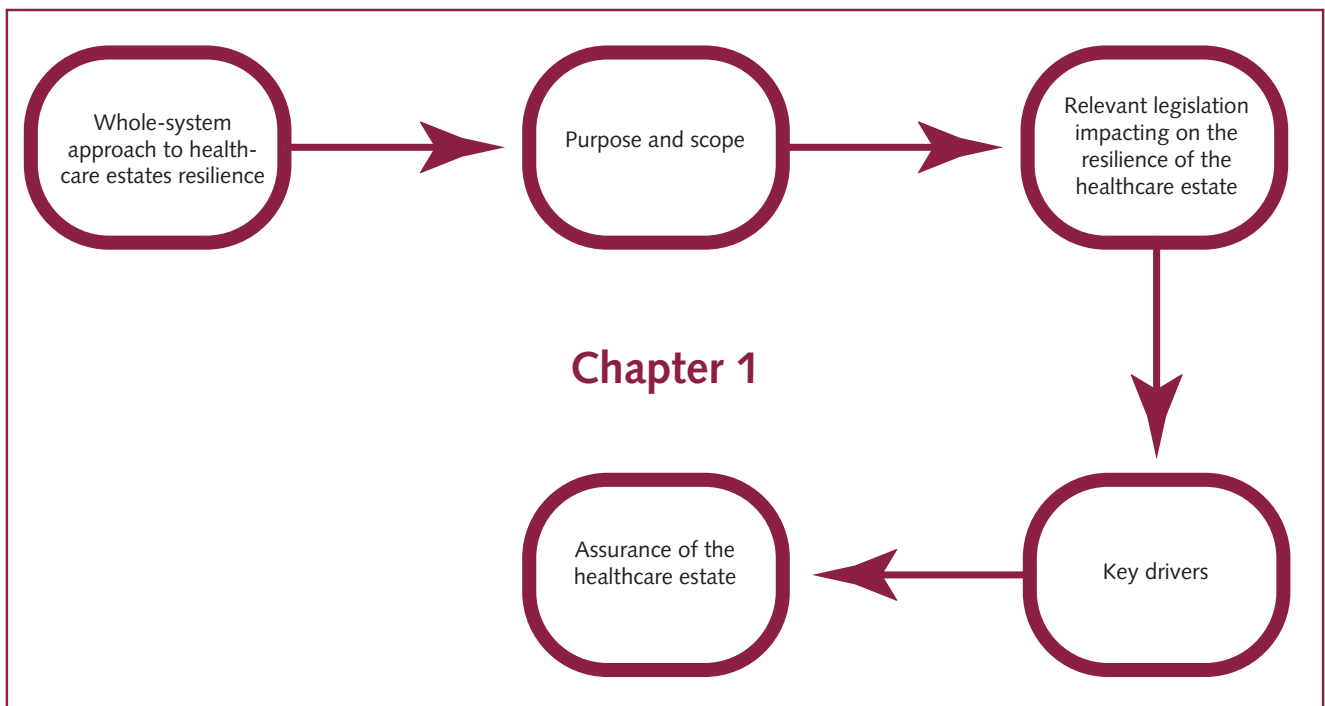 Whole-system
approach to health-
care estates resilience
Purpose and scope
Relevant legislation
impacting on the
resilience of the
healthcare estate
Chapter 1
Assurance of the
healthcare estate
Key drivers